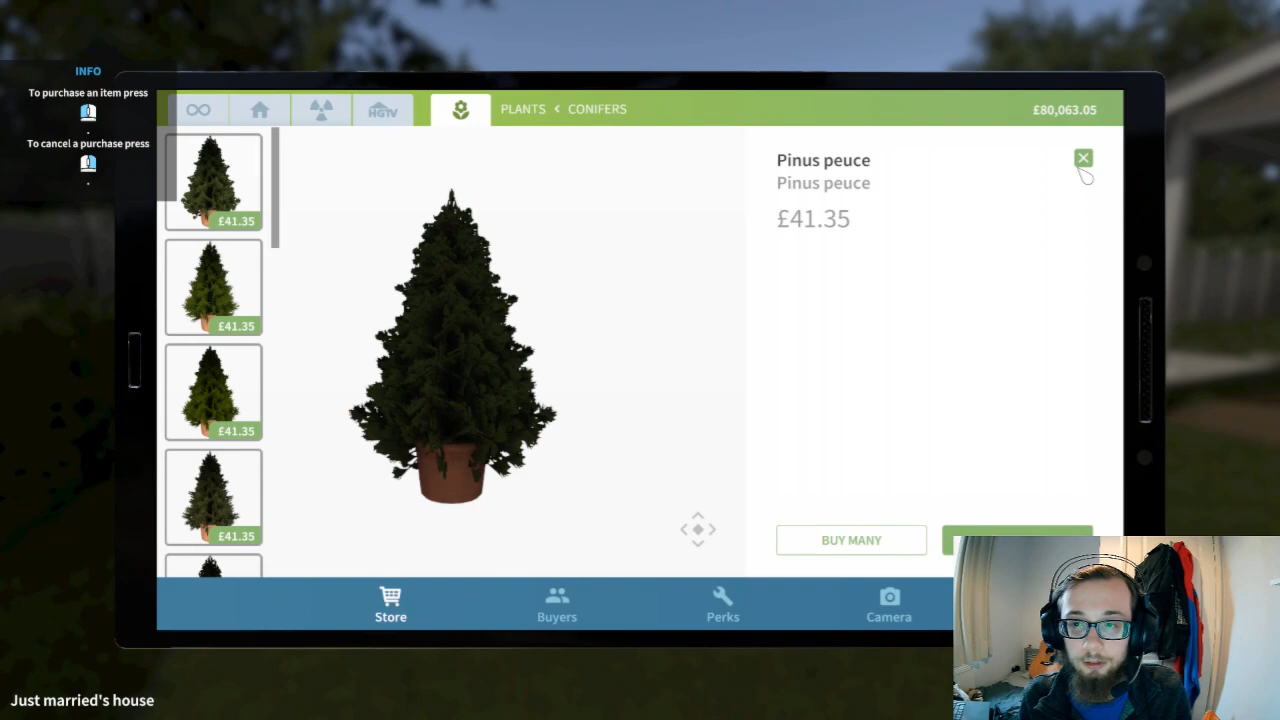 INFO
To purchase an item press
To cancel a purchase press
HGTV
PLANTS < CONIFERS
£80,063.05
£41.35
£41.35
£41.35
£41.35
Pinus peuce
Pinus peuce
£41.35
BUY MANY
Store
Buyers
Perks
Camera
Just married's house